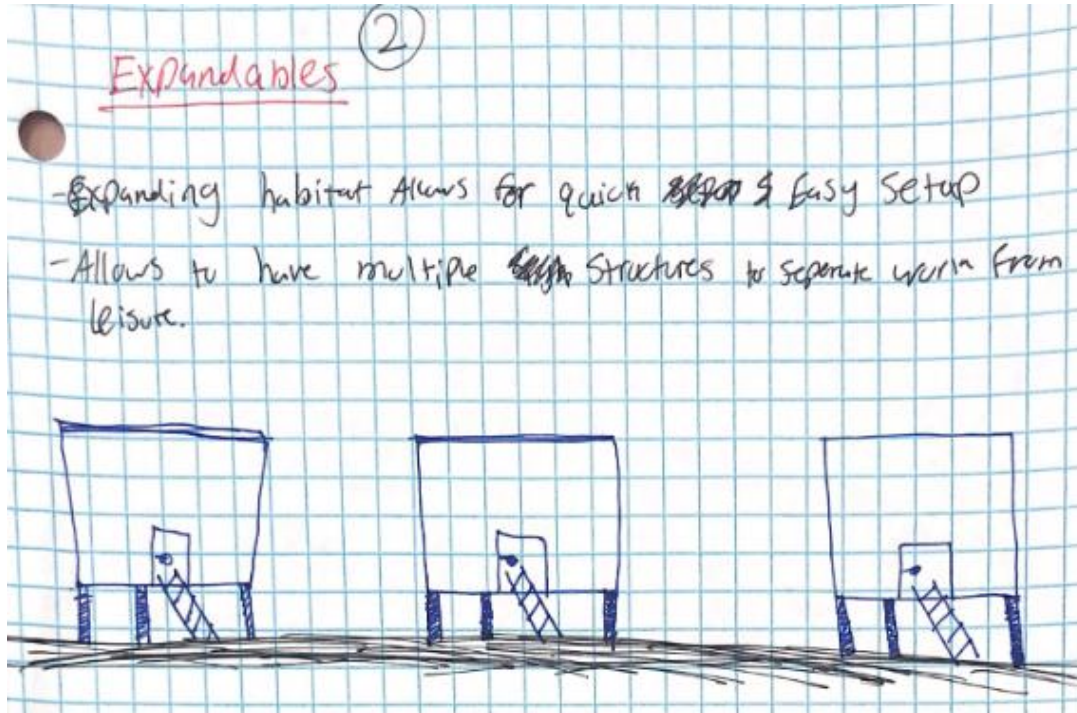 ②
Expandables
- Expanding habitat Allows for quick & Easy Setup
- Allows to have multiple Structures to seperate work from
leisure.